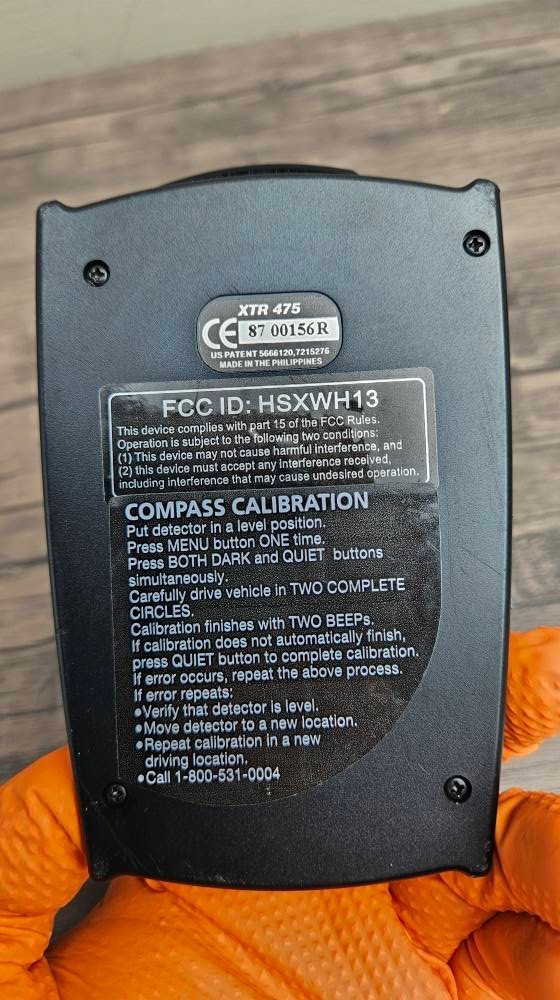 XTR 475
CE 87 00156R
US PATENT 5666120,7215276
MADE IN THE PHILIPPINES
FCC ID: HSXWH13
This device complies with part 15 of the FCC Rules.
Operation is subject to the following two conditions:
(1) This device may not cause harmful interference, and
(2) this device must accept any interference received,
including interference that may cause undesired operation.
COMPASS CALIBRATION
Put detector in a level position.
Press MENU button ONE time.
Press BOTH DARK and QUIET buttons
simultaneously.
Carefully drive vehicle in TWO COMPLETE
CIRCLES.
Calibration finishes with TWO BEEPs.
If calibration does not automatically finish,
press QUIET button to complete calibration.
If error occurs, repeat the above process.
If error repeats:
•Verify that detector is level.
•Move detector to a new location.
•Repeat calibration in a new
driving location.
•Call 1-800-531-0004